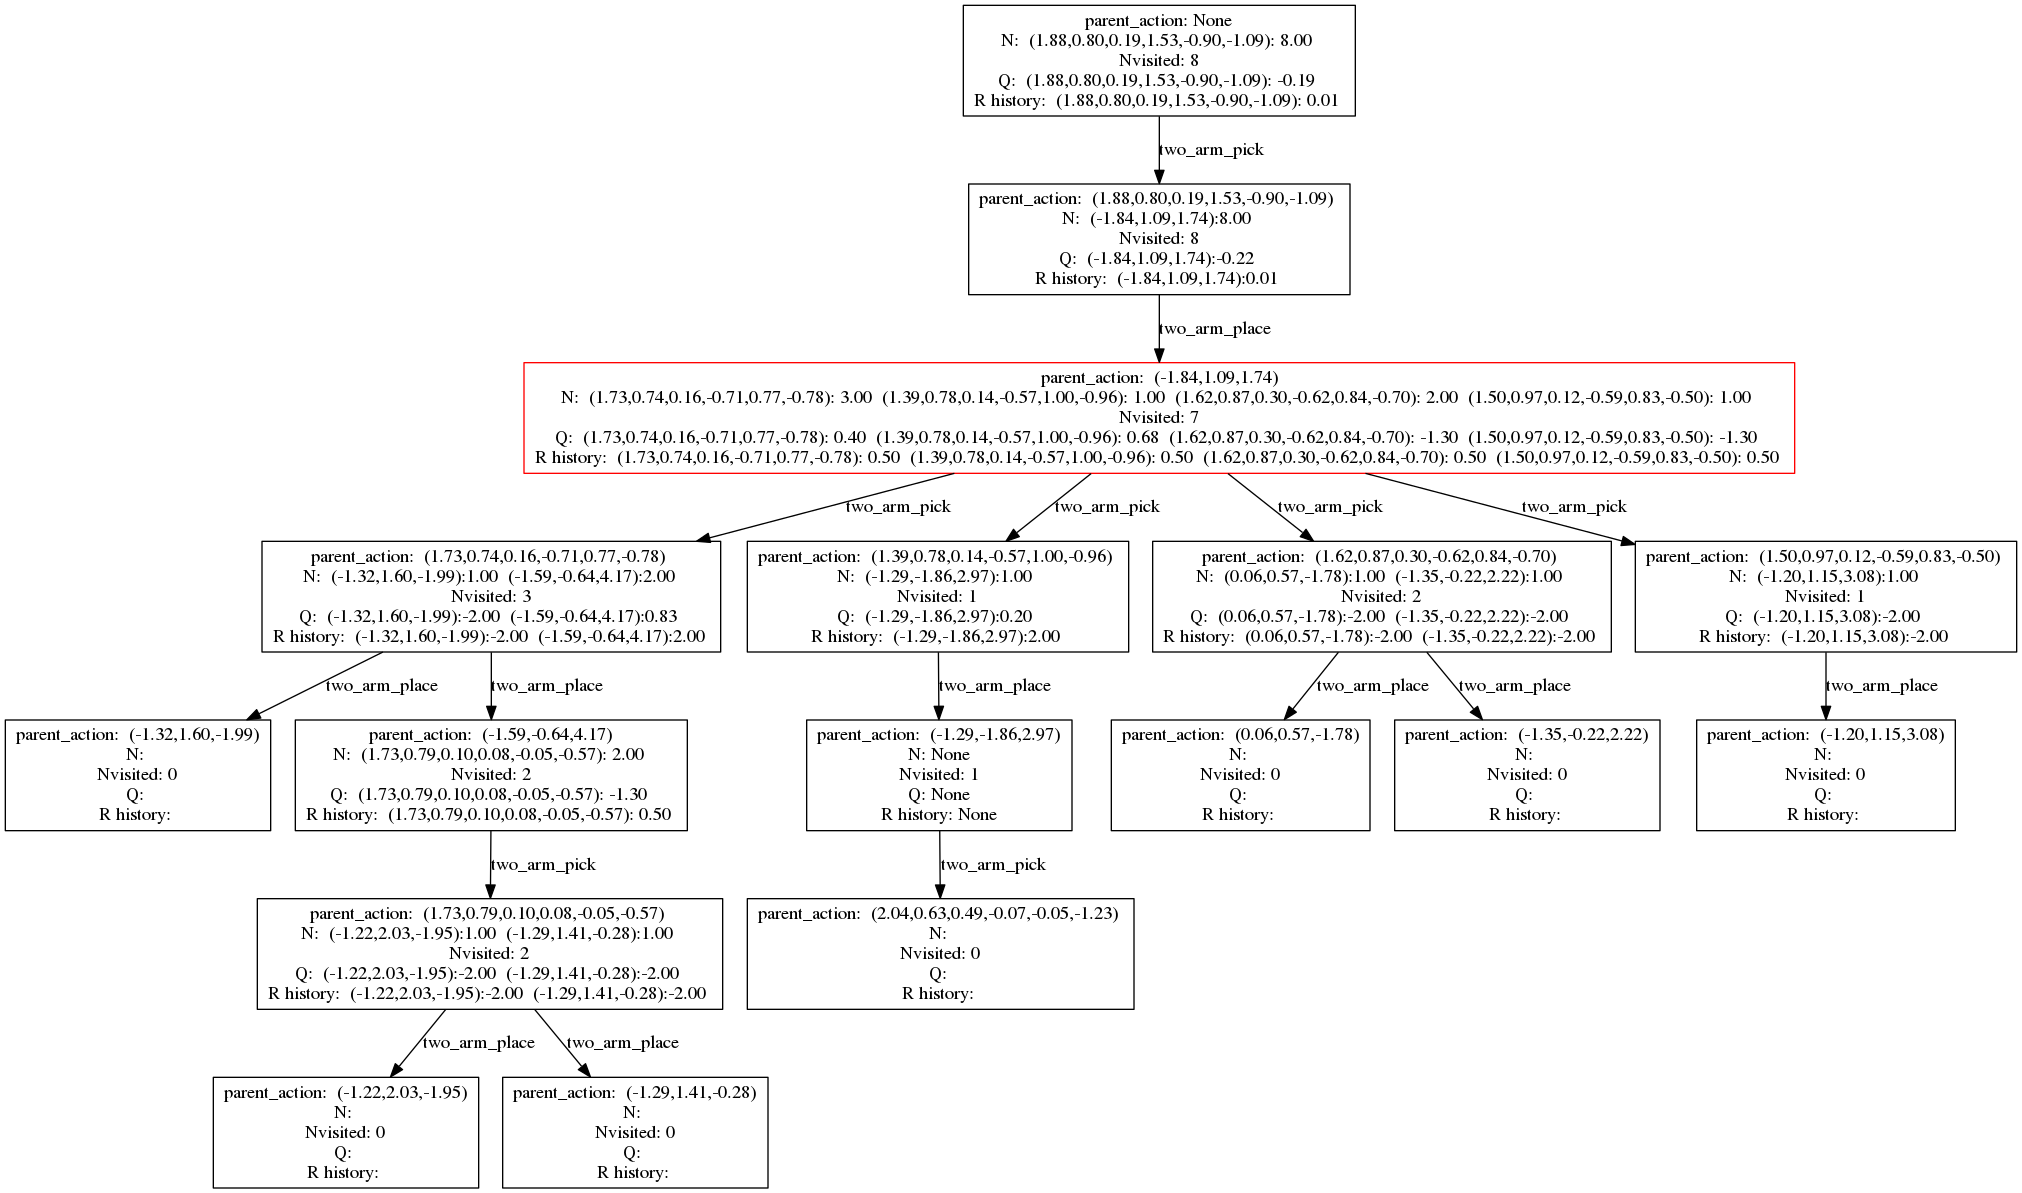 parent_action: None
N: (1.88,0.80,0.19,1.53,-0.90,-1.09): 8.00
Nvisited: 8
Q: (1.88,0.80,0.19,1.53,-0.90,-1.09): -0.19
R history: (1.88,0.80,0.19,1.53,-0.90,-1.09): 0.01
two_arm_pick
parent_action: (1.88,0.80,0.19,1.53,-0.90,-1.09)
N: (-1.84,1.09,1.74):8.00
Nvisited: 8
Q: (-1.84,1.09,1.74):-0.22
R history: (-1.84,1.09,1.74):0.01
two_arm_place
parent_action: (-1.84,1.09,1.74)
N: (1.73,0.74,0.16,-0.71,0.77,-0.78): 3.00 (1.39,0.78,0.14,-0.57,1.00,-0.96): 1.00 (1.62,0.87,0.30,-0.62,0.84,-0.70): 2.00 (1.50,0.97,0.12,-0.59,0.83,-0.50): 1.00
Nvisited: 7
Q: (1.73,0.74,0.16,-0.71,0.77,-0.78): 0.40 (1.39,0.78,0.14,-0.57,1.00,-0.96): 0.68 (1.62,0.87,0.30,-0.62,0.84,-0.70): -1.30 (1.50,0.97,0.12,-0.59,0.83,-0.50): -1.30
R history: (1.73,0.74,0.16,-0.71,0.77,-0.78): 0.50 (1.39,0.78,0.14,-0.57,1.00,-0.96): 0.50 (1.62,0.87,0.30,-0.62,0.84,-0.70): 0.50 (1.50,0.97,0.12,-0.59,0.83,-0.50): 0.50
two_arm_pick
two_arm_pick
two_arm_pick
two_arm_pick
parent_action: (1.73,0.74,0.16,-0.71,0.77,-0.78)
N: (-1.32,1.60,-1.99):1.00 (-1.59,-0.64,4.17):2.00
Nvisited: 3
Q: (-1.32,1.60,-1.99):-2.00 (-1.59,-0.64,4.17):0.83
R history: (-1.32,1.60,-1.99):-2.00 (-1.59,-0.64,4.17):2.00
parent_action: (1.39,0.78,0.14,-0.57,1.00,-0.96)
N: (-1.29,-1.86,2.97):1.00
Nvisited: 1
Q: (-1.29,-1.86,2.97):0.20
R history: (-1.29,-1.86,2.97):2.00
parent_action: (1.62,0.87,0.30,-0.62,0.84,-0.70)
N: (0.06,0.57,-1.78):1.00 (-1.35,-0.22,2.22):1.00
Nvisited: 2
Q: (0.06,0.57,-1.78):-2.00 (-1.35,-0.22,2.22):-2.00
R history: (0.06,0.57,-1.78):-2.00 (-1.35,-0.22,2.22):-2.00
parent_action: (1.50,0.97,0.12,-0.59,0.83,-0.50)
N: (-1.20,1.15,3.08):1.00
Nvisited: 1
Q: (-1.20,1.15,3.08):-2.00
R history: (-1.20,1.15,3.08):-2.00
two_arm_place
two_arm_place
two_arm_place
two_arm_place
two_arm_place
two_arm_place
parent_action: (-1.32,1.60,-1.99)
N:
Nvisited: 0
Q:
R history:
parent_action: (-1.59,-0.64,4.17)
N: (1.73,0.79,0.10,0.08,-0.05,-0.57): 2.00
Nvisited: 2
Q: (1.73,0.79,0.10,0.08,-0.05,-0.57): -1.30
R history: (1.73,0.79,0.10,0.08,-0.05,-0.57): 0.50
parent_action: (-1.29,-1.86,2.97)
N: None
Nvisited: 1
Q: None
R history: None
parent_action: (0.06,0.57,-1.78)
N:
Nvisited: 0
Q:
R history:
parent_action: (-1.35,-0.22,2.22)
N:
Nvisited: 0
Q:
R history:
parent_action: (-1.20,1.15,3.08)
N:
Nvisited: 0
Q:
R history:
two_arm_pick
two_arm_pick
parent_action: (1.73,0.79,0.10,0.08,-0.05,-0.57)
N: (-1.22,2.03,-1.95):1.00 (-1.29,1.41,-0.28):1.00
Nvisited: 2
Q: (-1.22,2.03,-1.95):-2.00 (-1.29,1.41,-0.28):-2.00
R history: (-1.22,2.03,-1.95):-2.00 (-1.29,1.41,-0.28):-2.00
parent_action: (2.04,0.63,0.49,-0.07,-0.05,-1.23)
N:
Nvisited: 0
Q:
R history:
two_arm_place
two_arm_place
parent_action: (-1.22,2.03,-1.95)
N:
Nvisited: 0
Q:
R history:
parent_action: (-1.29,1.41,-0.28)
N:
Nvisited: 0
Q:
R history: